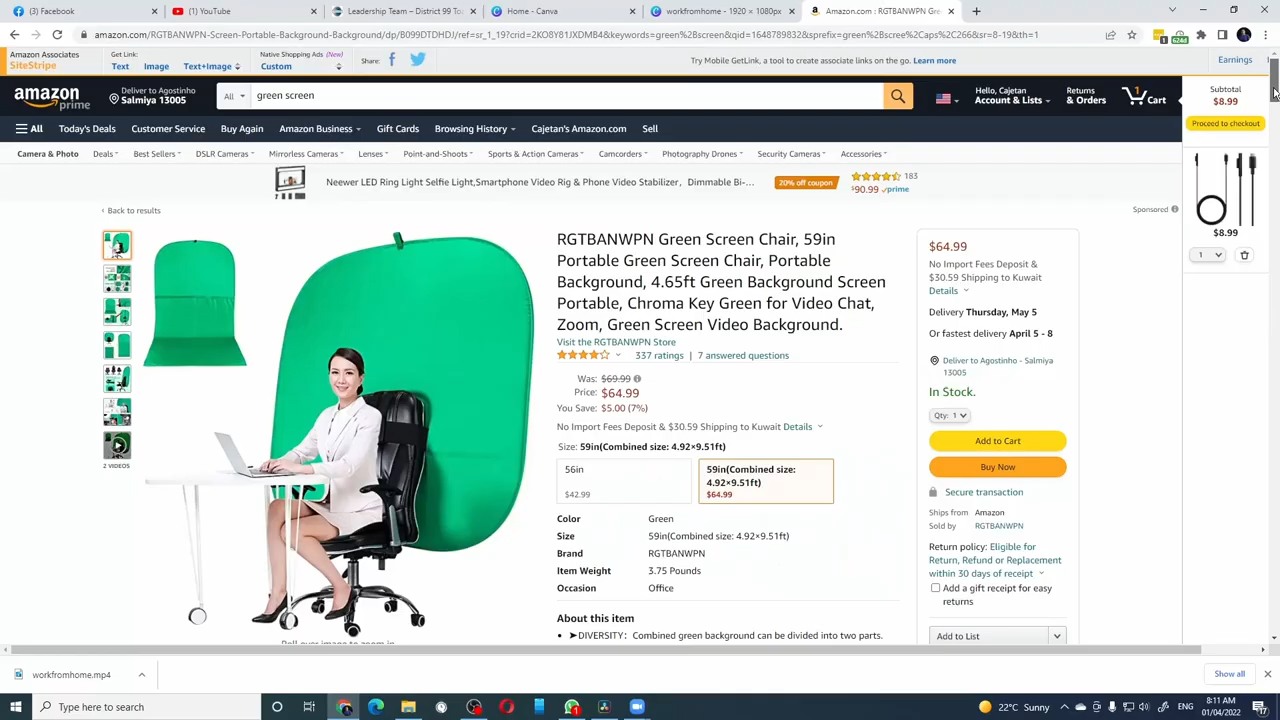 (3) Facebook
(3) YouTube
Leadership Team – District 99 To
Home - Canva
workfromhome - 1920 × 1080px
Amazon.com: RGTBANWPN Gre
amazon.com/RGTBANWPN-Screen-Portable-Background-Background/dp/B099DTDHDJ/ref=sr_1_19?crid=2KO8Y81JXDMB4&keywords=green%2Bscreen&qid=1648789832&sprefix=green%2Bscree%2Caps%2C266&sr=8-19&th=1
Amazon Associates
SiteStripe
Get Link:
Text
Image
Text+Image
Native Shopping Ads (New)
Custom
Share:
Try Mobile GetLink, a tool to create associate links on the go. Learn more
Earnings
amazon prime
Deliver to Agostinho
Salmiya 13005
All
green screen
Hello, Cajetan
Account & Lists
Returns
& Orders
1
Cart
Subtotal
$8.99
Proceed to checkout
All
Today's Deals
Customer Service
Buy Again
Amazon Business
Gift Cards
Browsing History
Cajetan's Amazon.com
Sell
Camera & Photo
Deals
Best Sellers
DSLR Cameras
Mirrorless Cameras
Lenses
Point-and-Shoots
Sports & Action Cameras
Camcorders
Photography Drones
Security Cameras
Accessories
Neewer LED Ring Light Selfie Light,Smartphone Video Rig & Phone Video Stabilizer, Dimmable Bi-...
20% off coupon
183
$90.99 prime
Sponsored
‹ Back to results
$8.99
1
2 VIDEOS
Roll over image to zoom in
RGTBANWPN Green Screen Chair, 59in
Portable Green Screen Chair, Portable
Background, 4.65ft Green Background Screen
Portable, Chroma Key Green for Video Chat,
Zoom, Green Screen Video Background.
Visit the RGTBANWPN Store
337 ratings | 7 answered questions
Was: $69.99
Price: $64.99
You Save: $5.00 (7%)
No Import Fees Deposit & $30.59 Shipping to Kuwait Details
Size: 59in(Combined size: 4.92×9.51ft)
56in
$42.99
59in(Combined size:
4.92×9.51ft)
$64.99
Color Green
Size 59in(Combined size: 4.92×9.51ft)
Brand RGTBANWPN
Item Weight 3.75 Pounds
Occasion Office
About this item
• ➤DIVERSITY: Combined green background can be divided into two parts.
$64.99
No Import Fees Deposit &
$30.59 Shipping to Kuwait
Details
Delivery Thursday, May 5
Or fastest delivery April 5 - 8
Deliver to Agostinho - Salmiya
13005
In Stock.
Qty: 1
Add to Cart
Buy Now
Secure transaction
Ships from Amazon
Sold by RGTBANWPN
Return policy: Eligible for
Return, Refund or Replacement
within 30 days of receipt
Add a gift receipt for easy
returns
Add to List
workfromhome.mp4
Show all
Type here to search
22°C Sunny
ENG
8:11 AM
01/04/2022
17